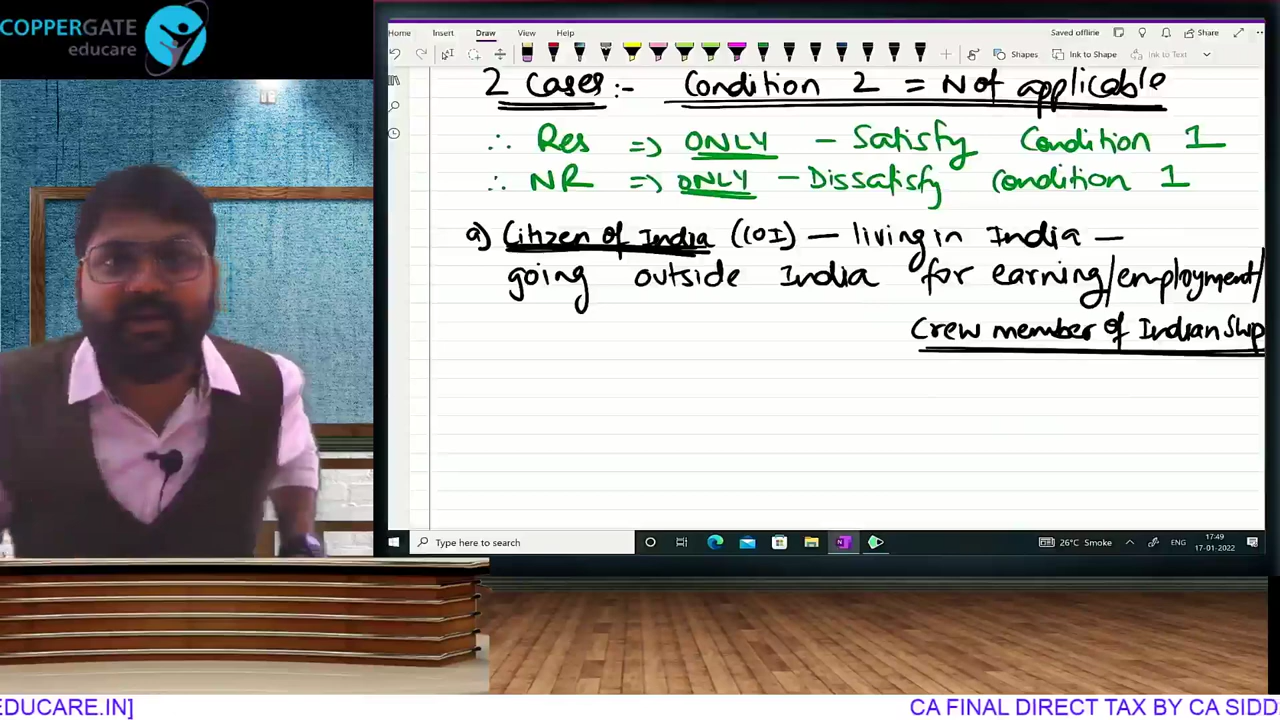 COPPERGATE
educare
Home Insert Draw View Help
Saved offline
Share
Shapes
Ink to Shape
Ink to Text
2 Cases :- Condition 2 = Not applicable
∴ Res => ONLY - Satisfy Condition 1
∴ NR => ONLY - Dissatisfy Condition 1
a) Citizen of India (COI) — living in India —
going outside India for earning/employment/
Crew member of Indian Ship
Type here to search
26°C Smoke
ENG
17:49
17-01-2022
EDUCARE.IN]
CA FINAL DIRECT TAX BY CA SIDD